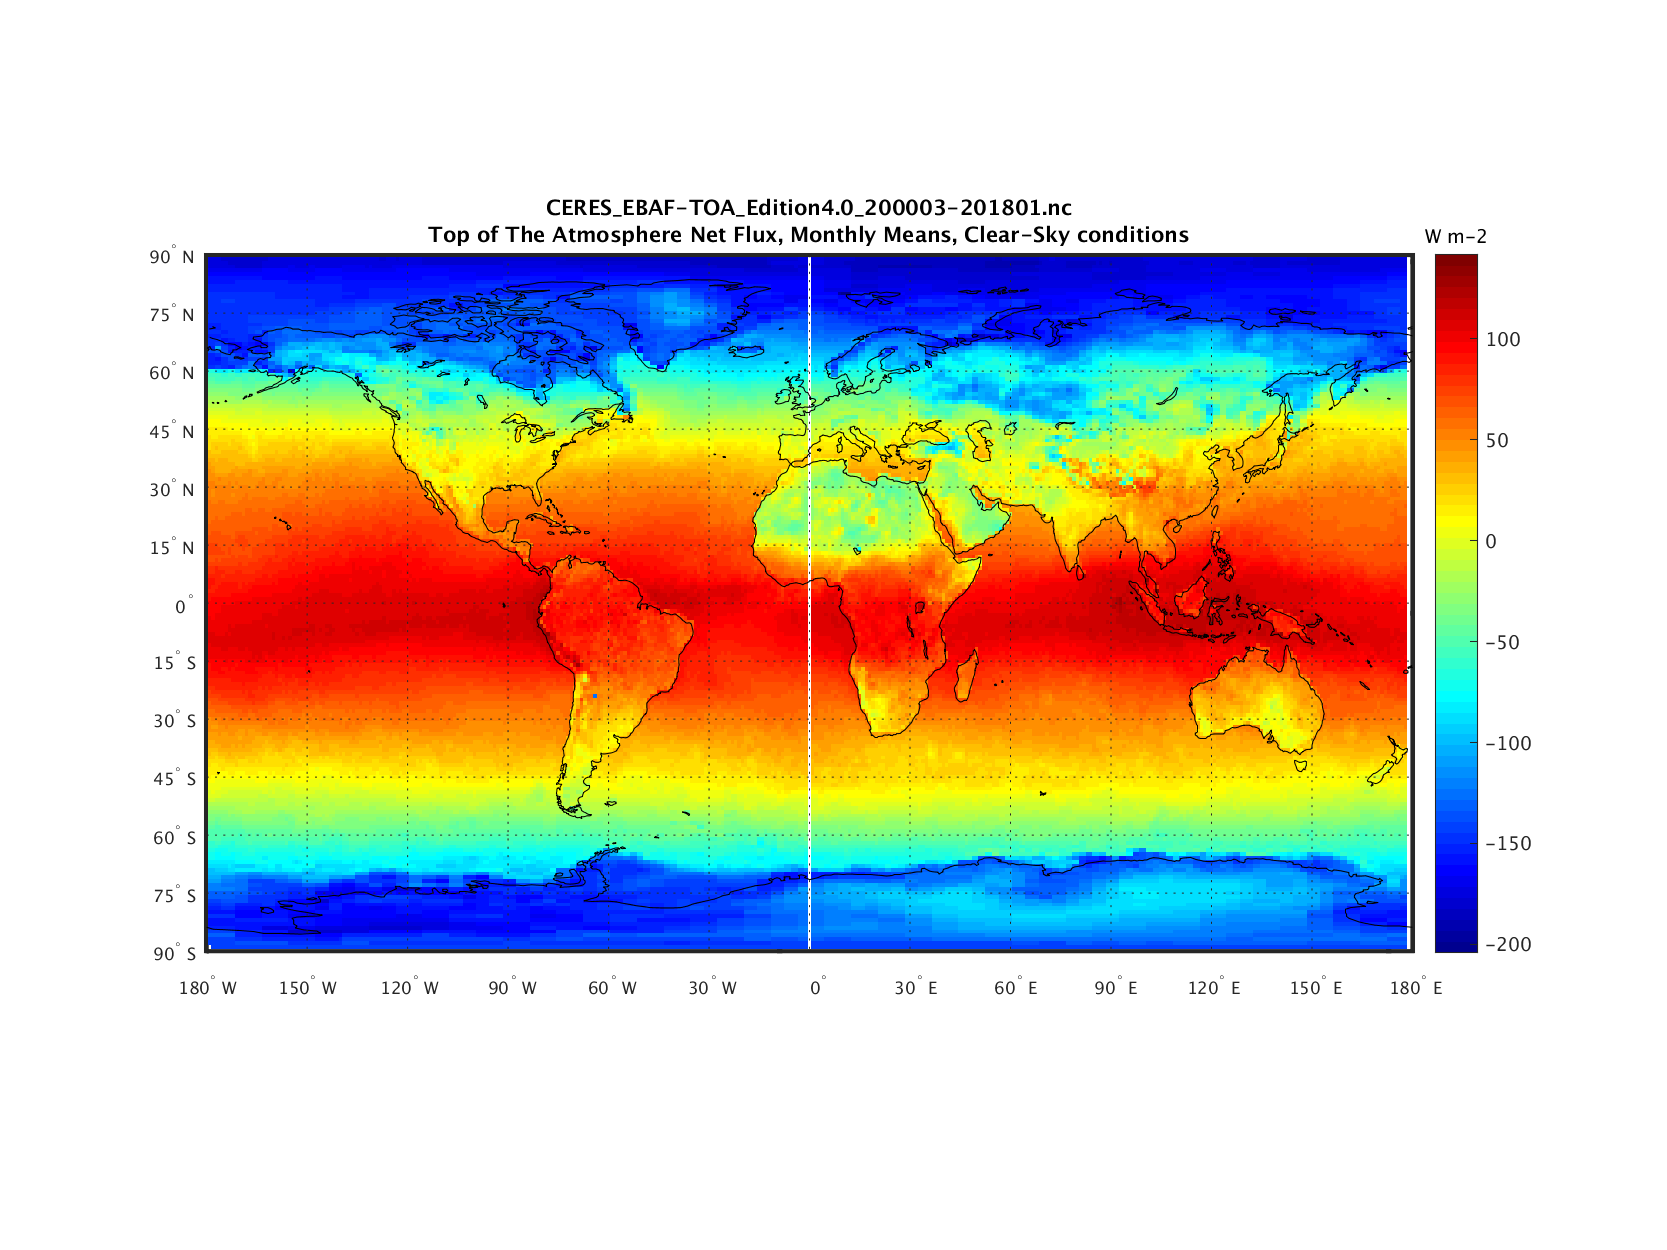 CERES_EBAF-TOA_Edition4.0_200003-201801.nc
Top of The Atmosphere Net Flux, Monthly Means, Clear-Sky conditions
W m-2
90° N
75° N
60° N
45° N
30° N
15° N
0°
15° S
30° S
45° S
60° S
75° S
90° S
180° W 150° W 120° W 90° W 60° W 30° W 0° 30° E 60° E 90° E 120° E 150° E 180° E
100
50
0
-50
-100
-150
-200